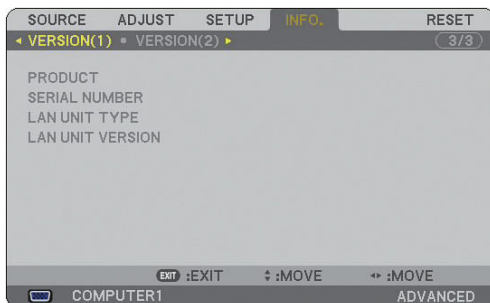 SOURCE ADJUST SETUP INFO. RESET
VERSION(1) VERSION(2) 3/3
PRODUCT
SERIAL NUMBER
LAN UNIT TYPE
LAN UNIT VERSION
EXIT :EXIT :MOVE :MOVE
COMPUTER1 ADVANCED